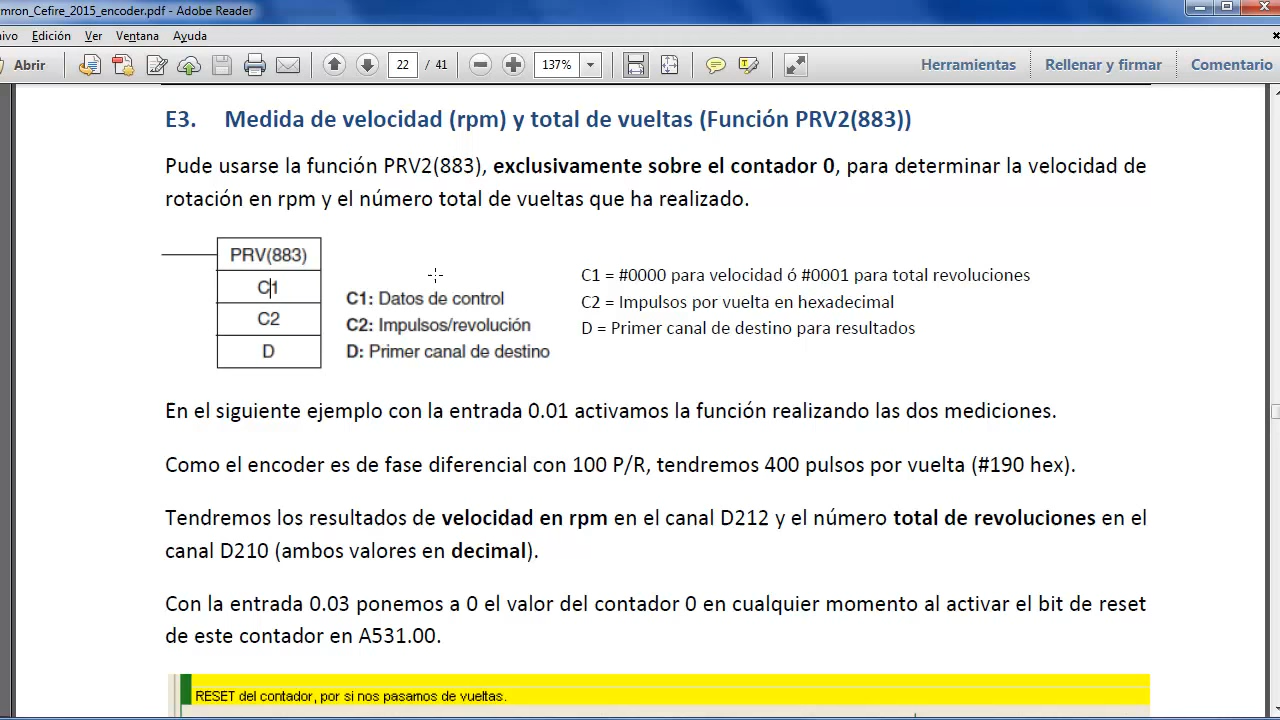 mron_Cefire_2015_encoder.pdf - Adobe Reader
ivo Edición Ver Ventana Ayuda
Abrir 22 / 41 137% Herramientas Rellenar y firmar Comentario
E3. Medida de velocidad (rpm) y total de vueltas (Función PRV2(883))
Pude usarse la función PRV2(883), exclusivamente sobre el contador 0, para determinar la velocidad de
rotación en rpm y el número total de vueltas que ha realizado.
PRV(883)
C1
C2
D
C1: Datos de control
C2: Impulsos/revolución
D: Primer canal de destino
C1 = #0000 para velocidad ó #0001 para total revoluciones
C2 = Impulsos por vuelta en hexadecimal
D = Primer canal de destino para resultados
En el siguiente ejemplo con la entrada 0.01 activamos la función realizando las dos mediciones.
Como el encoder es de fase diferencial con 100 P/R, tendremos 400 pulsos por vuelta (#190 hex).
Tendremos los resultados de velocidad en rpm en el canal D212 y el número total de revoluciones en el
canal D210 (ambos valores en decimal).
Con la entrada 0.03 ponemos a 0 el valor del contador 0 en cualquier momento al activar el bit de reset
de este contador en A531.00.
RESET del contador, por si nos pasamos de vueltas.